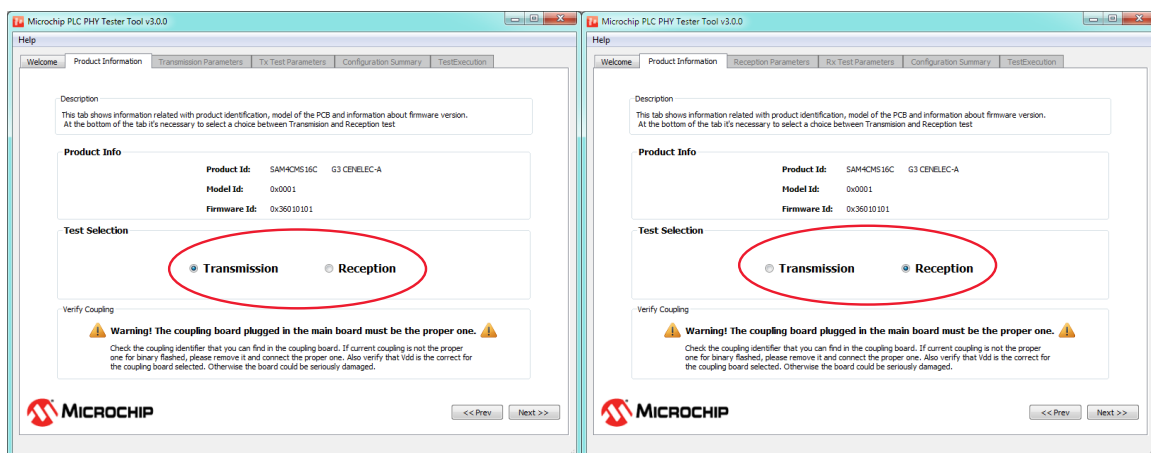 Microchip PLC PHY Tester Tool v3.0.0
Help
Welcome Product Information Transmission Parameters Tx Test Parameters Configuration Summary TestExecution
Description
This tab shows information related with product identification, model of the PCB and information about firmware version.
At the bottom of the tab it's necessary to select a choice between Transmision and Reception test
Product Info
Product Id: SAM4CMS16C G3 CENELEC-A
Model Id: 0x0001
Firmware Id: 0x36010101
Test Selection
Transmission Reception
Verify Coupling
Warning! The coupling board plugged in the main board must be the proper one.
Check the coupling identifier that you can find in the coupling board. If current coupling is not the proper
one for binary flashed, please remove it and connect the proper one. Also verify that Vdd is the correct for
the coupling board selected. Otherwise the board could be seriously damaged.
MICROCHIP
<< Prev Next >>
Microchip PLC PHY Tester Tool v3.0.0
Help
Welcome Product Information Reception Parameters Rx Test Parameters Configuration Summary TestExecution
Description
This tab shows information related with product identification, model of the PCB and information about firmware version.
At the bottom of the tab it's necessary to select a choice between Transmision and Reception test
Product Info
Product Id: SAM4CMS16C G3 CENELEC-A
Model Id: 0x0001
Firmware Id: 0x36010101
Test Selection
Transmission Reception
Verify Coupling
Warning! The coupling board plugged in the main board must be the proper one.
Check the coupling identifier that you can find in the coupling board. If current coupling is not the proper
one for binary flashed, please remove it and connect the proper one. Also verify that Vdd is the correct for
the coupling board selected. Otherwise the board could be seriously damaged.
MICROCHIP
<< Prev Next >>